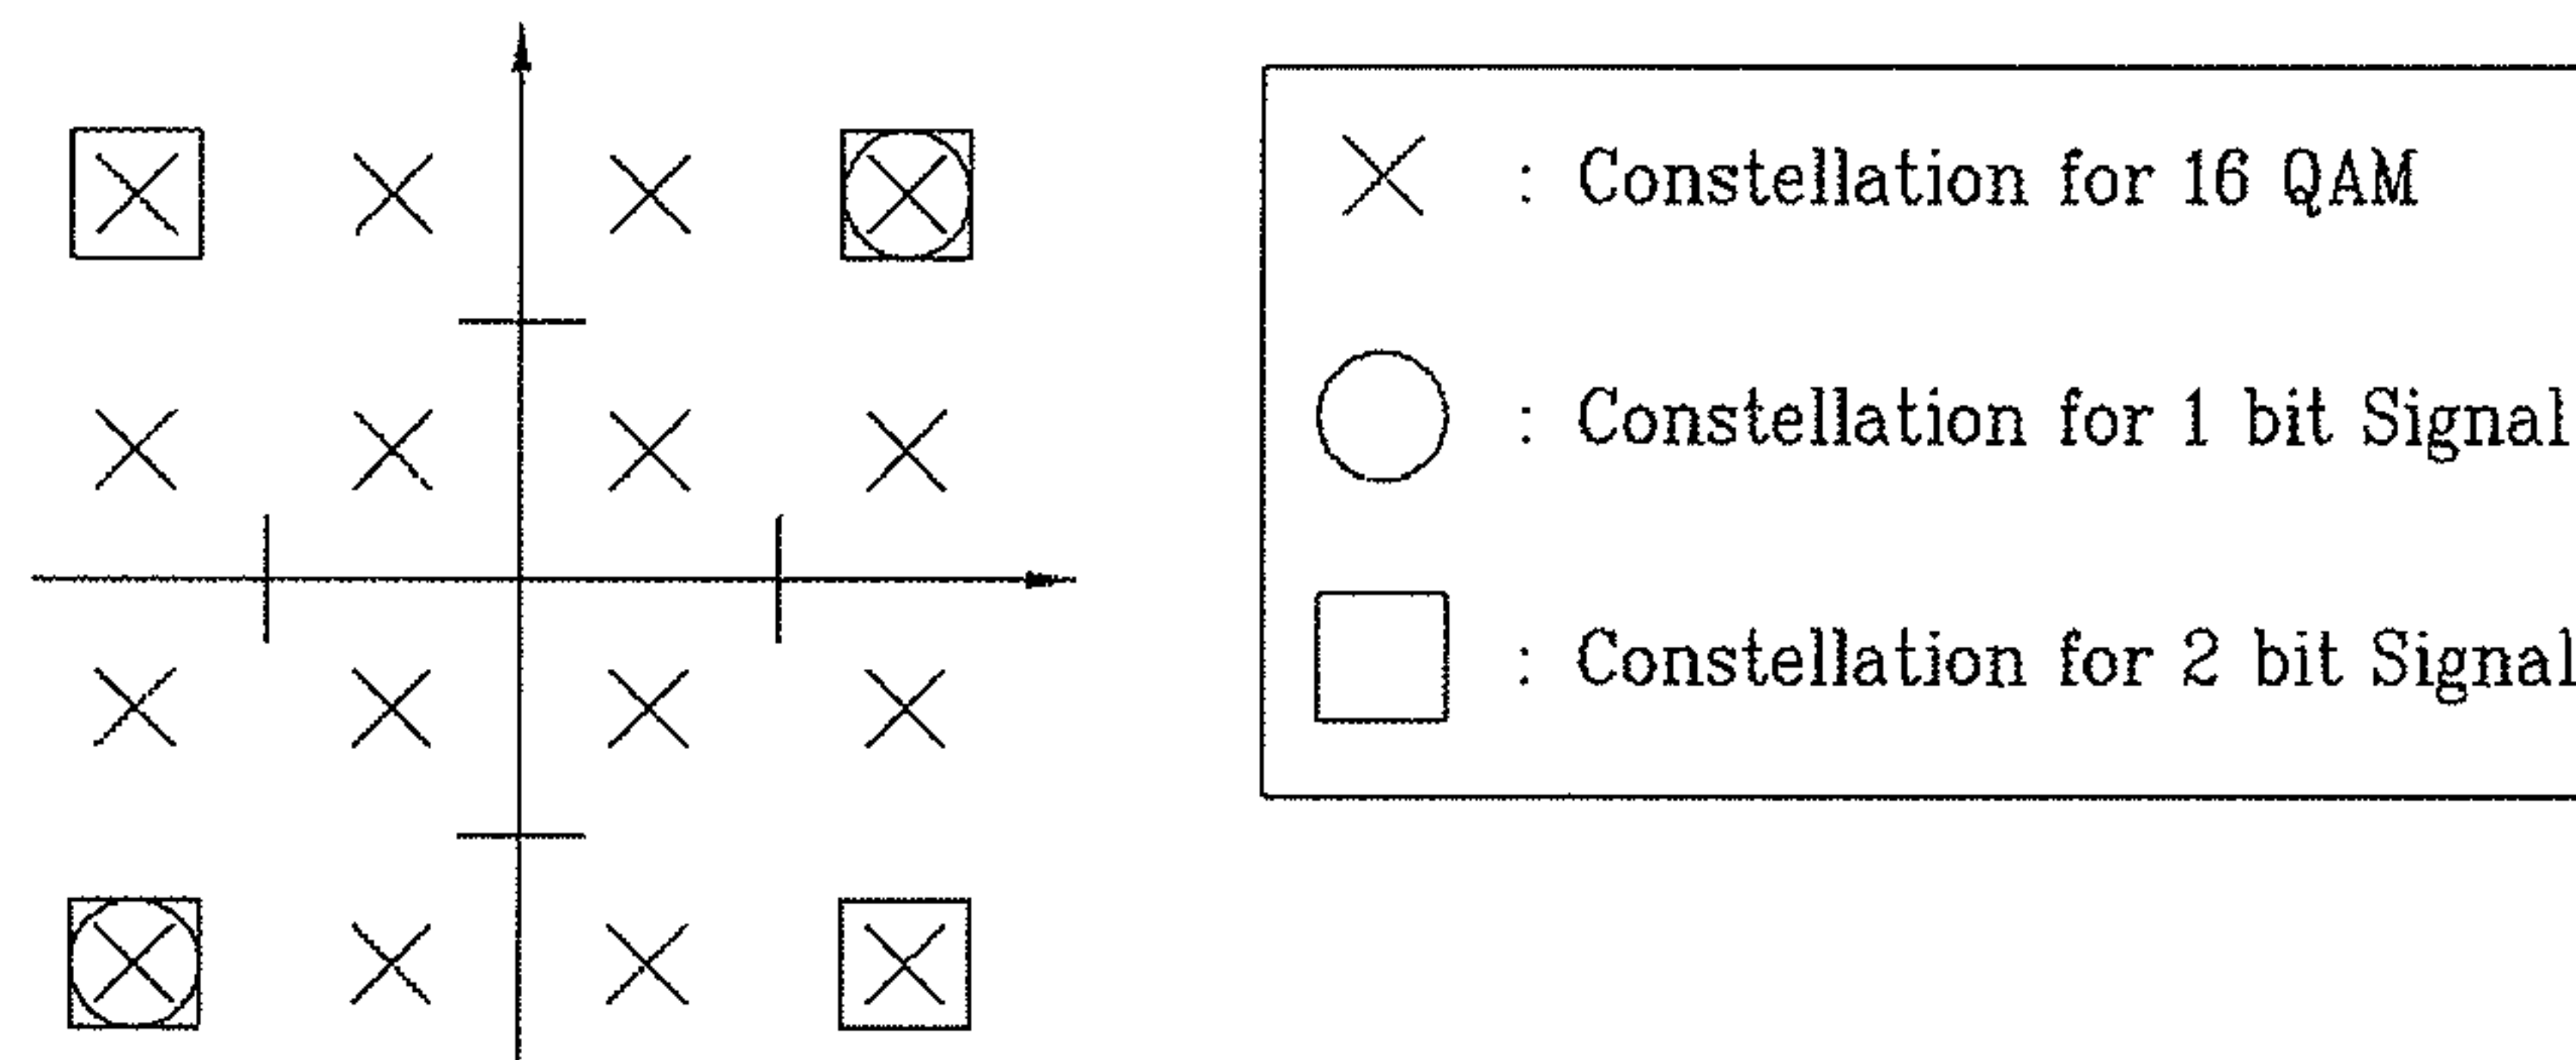 : Constellation for 16 QAM
: Constellation for 1 bit Signal
: Constellation for 2 bit Signal